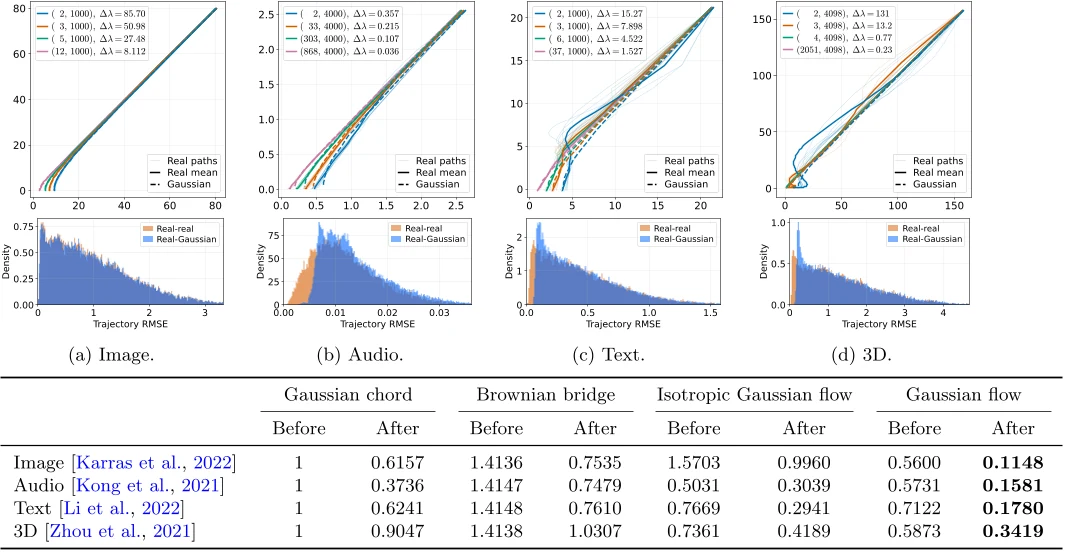 80
60
40
20
0
0 20 40 60 80
( 2, 1000), Δλ = 85.70
( 3, 1000), Δλ = 50.98
( 5, 1000), Δλ = 27.48
(12, 1000), Δλ = 8.112
Real paths
Real mean
Gaussian
2.5
2.0
1.5
1.0
0.5
0.0
0.0 0.5 1.0 1.5 2.0 2.5
( 2, 4000), Δλ = 0.357
( 33, 4000), Δλ = 0.215
(303, 4000), Δλ = 0.107
(868, 4000), Δλ = 0.036
Real paths
Real mean
Gaussian
20
15
10
5
0
0 5 10 15 20
( 2, 1000), Δλ = 15.27
( 3, 1000), Δλ = 7.898
( 6, 1000), Δλ = 4.522
(37, 1000), Δλ = 1.527
Real paths
Real mean
Gaussian
150
100
50
0
0 50 100 150
( 2, 4098), Δλ = 131
( 3, 4098), Δλ = 13.2
( 4, 4098), Δλ = 0.77
(2051, 4098), Δλ = 0.23
Real paths
Real mean
Gaussian
Density
0.75
0.50
0.25
0.00
0 1 2 3
Trajectory RMSE
Real-real
Real-Gaussian
Density
75
50
25
0
0.00 0.01 0.02 0.03
Trajectory RMSE
Real-real
Real-Gaussian
Density
2
1
0
0.0 0.5 1.0 1.5
Trajectory RMSE
Real-real
Real-Gaussian
Density
1.0
0.5
0.0
0 1 2 3 4
Trajectory RMSE
Real-real
Real-Gaussian
(a) Image. (b) Audio. (c) Text. (d) 3D.
Gaussian chord Brownian bridge Isotropic Gaussian flow Gaussian flow
Before After Before After Before After Before After
Image [Karras et al., 2022] 1 0.6157 1.4136 0.7535 1.5703 0.9960 0.5600 0.1148
Audio [Kong et al., 2021] 1 0.3736 1.4147 0.7479 0.5031 0.3039 0.5731 0.1581
Text [Li et al., 2022] 1 0.6241 1.4148 0.7610 0.7669 0.2941 0.7122 0.1780
3D [Zhou et al., 2021] 1 0.9047 1.4138 1.0307 0.7361 0.4189 0.5873 0.3419